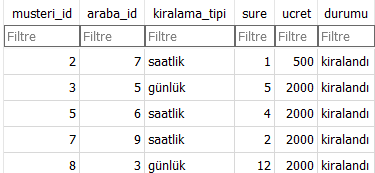 musteri_id araba_id kiralama_tipi sure ucret durumu
Filtre Filtre Filtre Filtre Filtre Filtre
2 7 saatlik 1 500 kiralandı
3 5 günlük 5 2000 kiralandı
5 6 saatlik 4 2000 kiralandı
7 9 saatlik 2 2000 kiralandı
8 3 günlük 12 2000 kiralandı